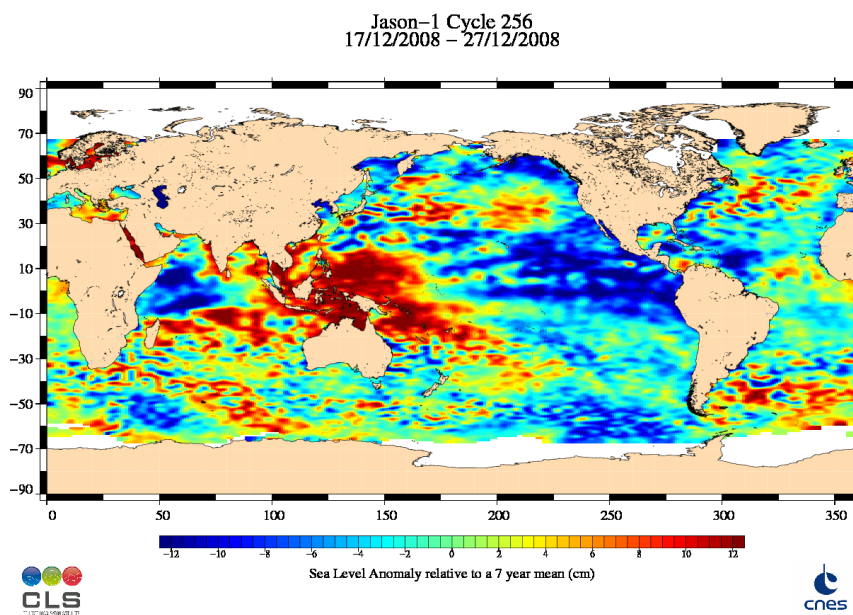 Jason-1 Cycle 256
17/12/2008 - 27/12/2008
90
70
50
30
10
-10
-30
-50
-70
-90
0 50 100 150 200 250 300 350
-12 -10 -8 -6 -4 -2 0 2 4 6 8 10 12
Sea Level Anomaly relative to a 7 year mean (cm)
CLS
cnes